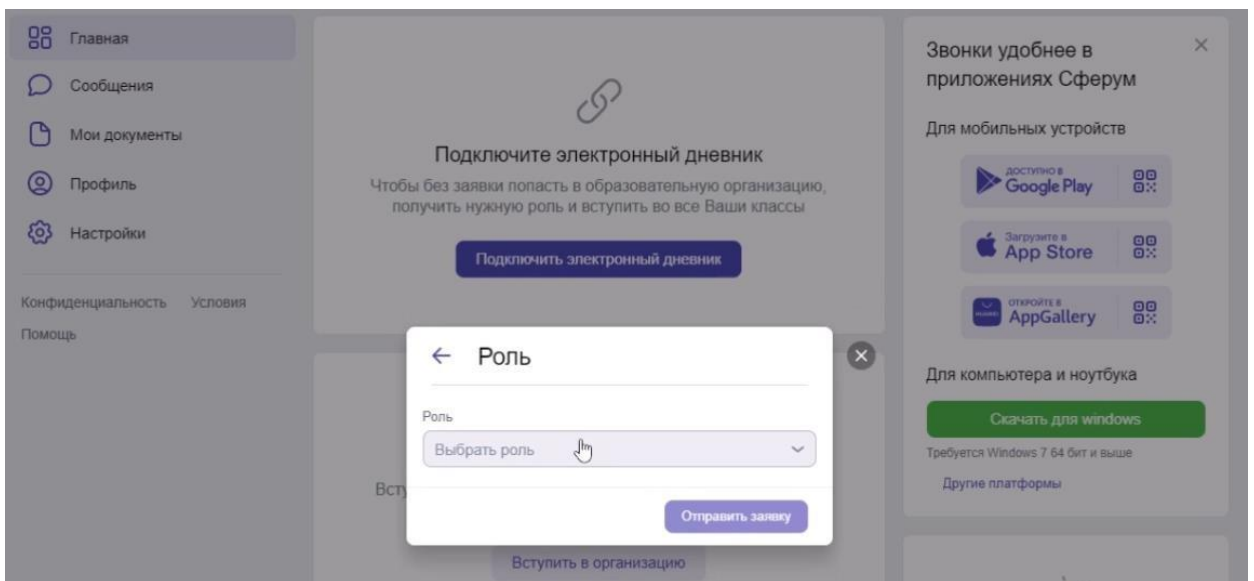 Главная
Сообщения
Мои документы
Профиль
Настройки
Конфиденциальность Условия
Помощь
Подключите электронный дневник
Чтобы без заявки попасть в образовательную организацию,
получить нужную роль и вступить во все Ваши классы
Подключить электронный дневник
Роль
Роль
Выбрать роль
Отправить заявку
Вступить в организацию
Звонки удобнее в
приложениях Сферум
Для мобильных устройств
ДОСТУПНО В
Google Play
Загрузите в
App Store
ОТКРОЙТЕ В
AppGallery
Для компьютера и ноутбука
Скачать для windows
Требуется Windows 7 64 бит и выше
Другие платформы